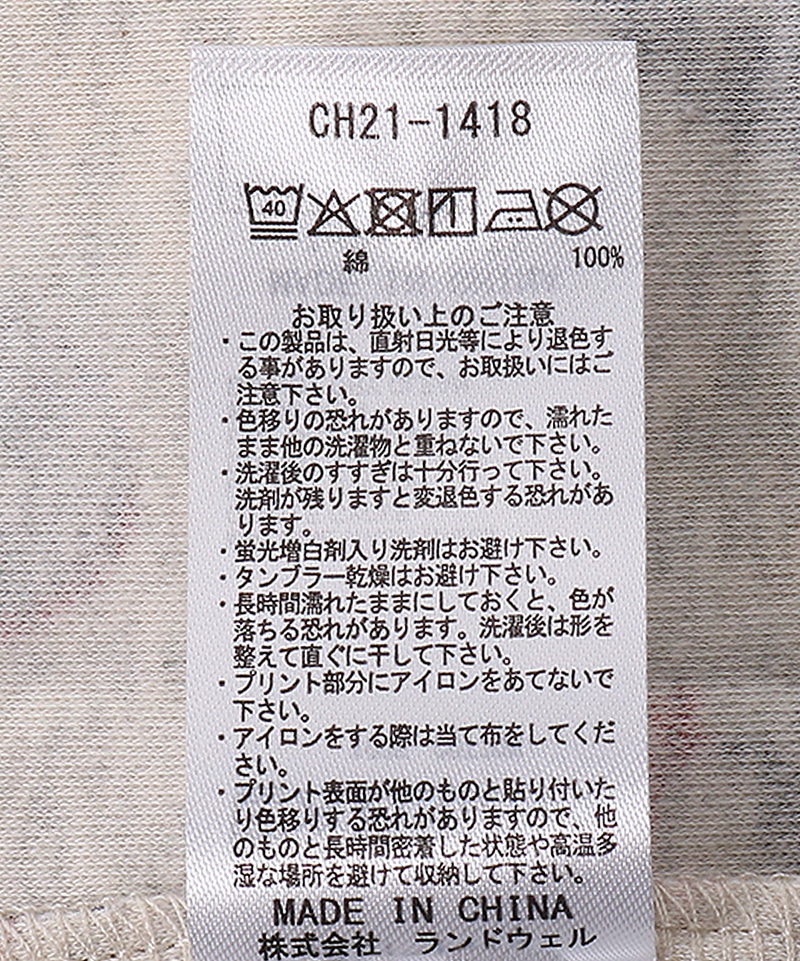 CH21-1418
40
綿 100%
お取り扱い上のご注意
・この製品は、直射日光等により退色す
る事がありますので、お取扱いにはご
注意下さい。
・色移りの恐れがありますので、濡れた
まま他の洗濯物と重ねないで下さい。
・洗濯後のすすぎは十分行って下さい。
洗剤が残りますと変退色する恐れがあ
ります。
・蛍光増白剤入り洗剤はお避け下さい。
・タンブラー乾燥はお避け下さい。
・長時間濡れたままにしておくと、色が
落ちる恐れがあります。洗濯後は形を
整えて直ぐに干して下さい。
・プリント部分にアイロンをあてないで
下さい。
・アイロンをする際は当て布をしてくだ
さい。
・プリント表面が他のものと貼り付いた
り色移りする恐れがありますので、他
のものと長時間密着した状態や高温多
湿な場所を避けて収納して下さい。
MADE IN CHINA
株式会社 ランドウェル